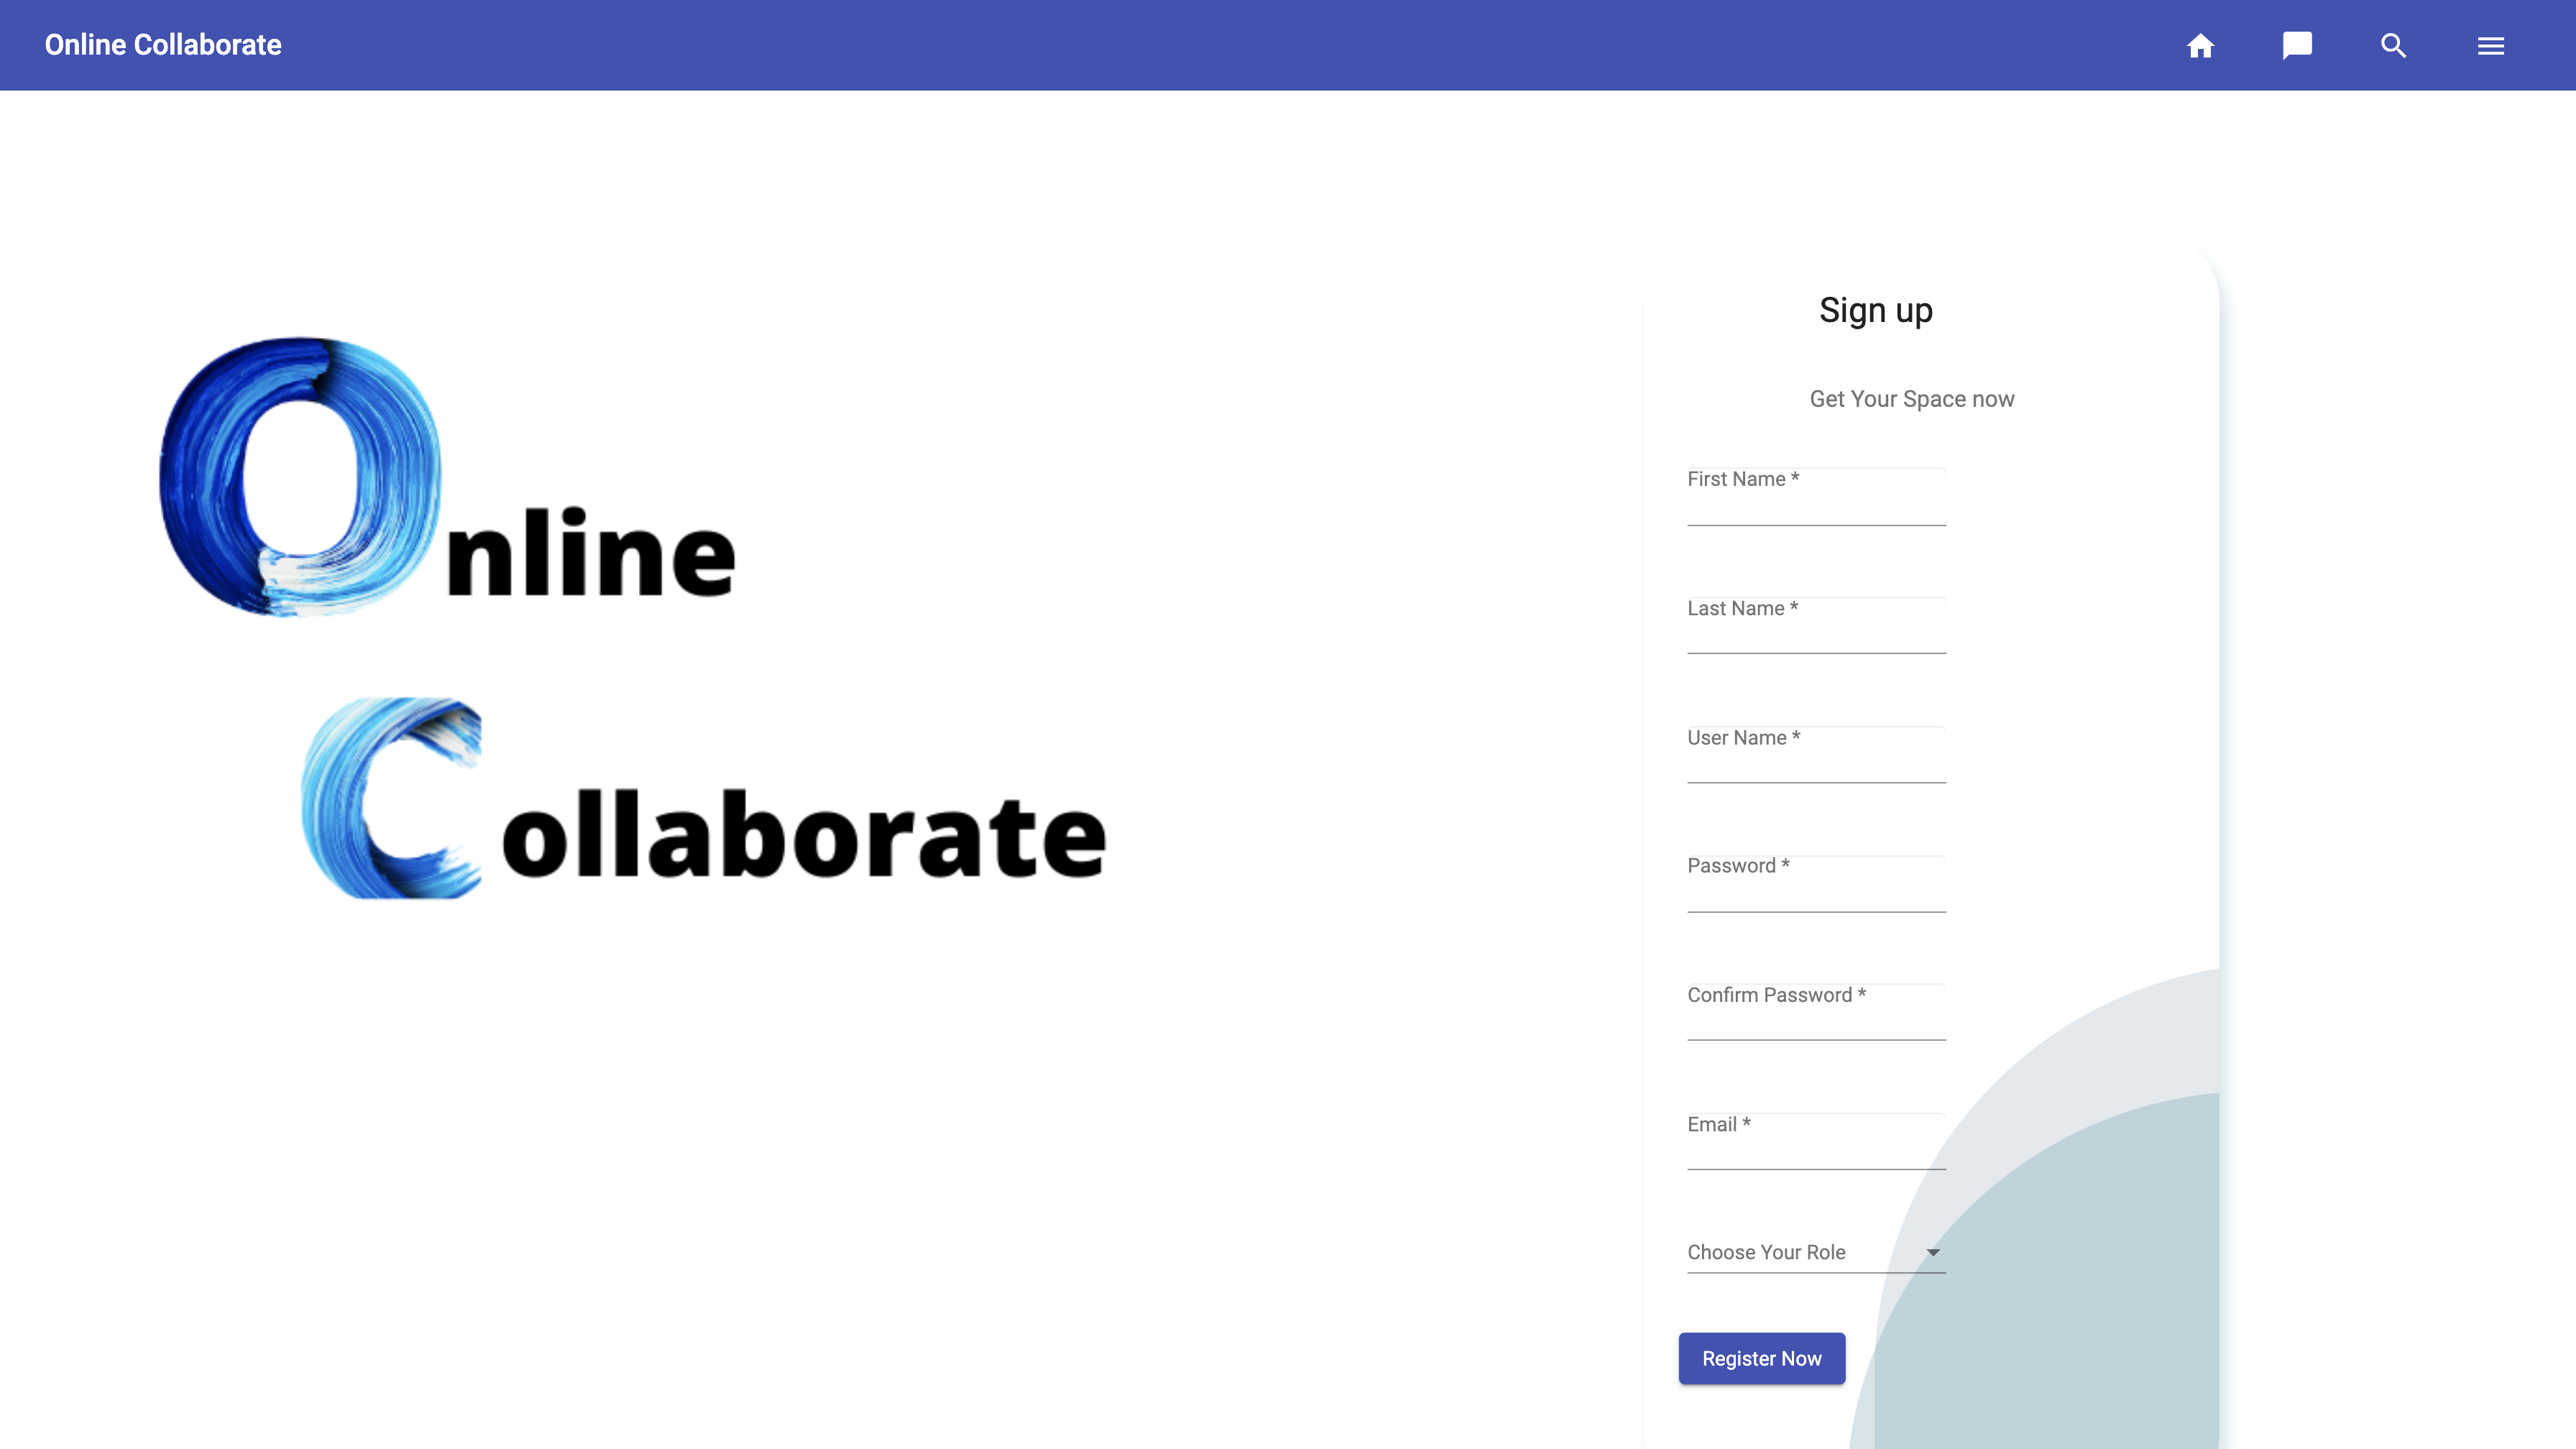 Online Collaborate
Online
Collaborate
Sign up
Get Your Space now
First Name *
Last Name *
User Name *
Password *
Confirm Password *
Email *
Choose Your Role
Register Now